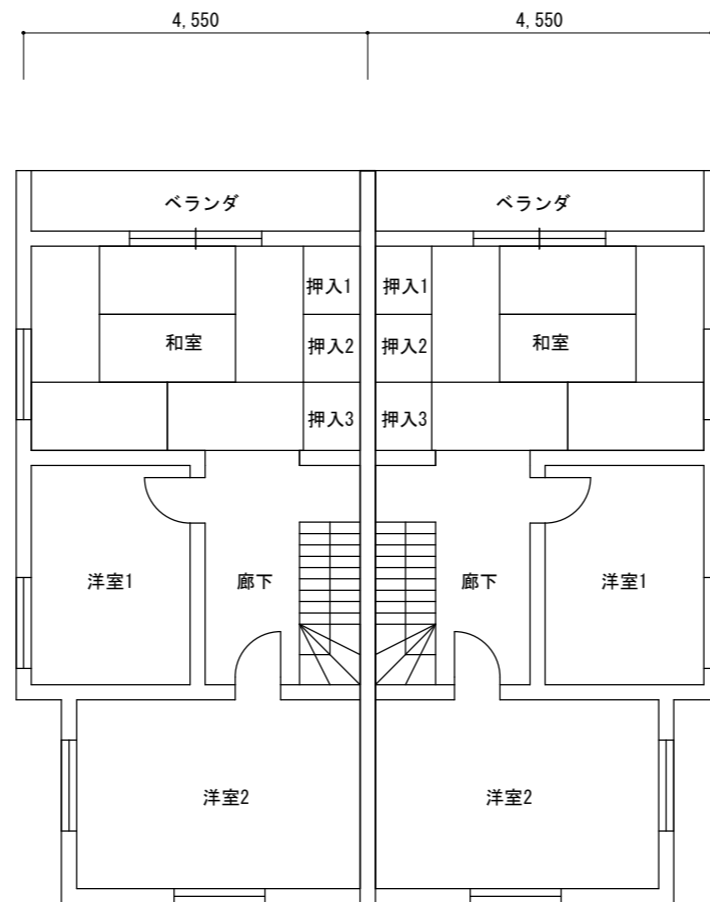 4,550 4,550
ベランダ ベランダ
押入1 押入1
和室 押入2 押入2 和室
押入3 押入3
洋室1 廊下 廊下 洋室1
洋室2 洋室2